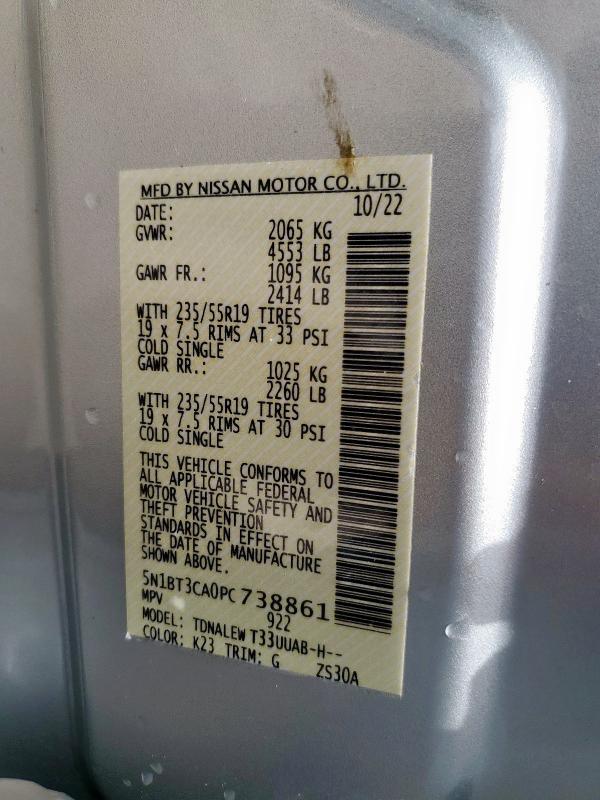 MFD BY NISSAN MOTOR CO., LTD.
DATE: 10/22
GVWR: 2065 KG
4553 LB
GAWR FR.: 1095 KG
2414 LB
WITH 235/55R19 TIRES
19 x 7.5 RIMS AT 33 PSI
COLD SINGLE
GAWR RR.: 1025 KG
2260 LB
WITH 235/55R19 TIRES
19 x 7.5 RIMS AT 30 PSI
COLD SINGLE
THIS VEHICLE CONFORMS TO
ALL APPLICABLE FEDERAL
MOTOR VEHICLE SAFETY AND
THEFT PREVENTION
STANDARDS IN EFFECT ON
THE DATE OF MANUFACTURE
SHOWN ABOVE.
5N1BT3CA0PC738861
MPV 922
MODEL: TDNALEW T33UUAB-H--
COLOR: K23 TRIM: G ZS30A